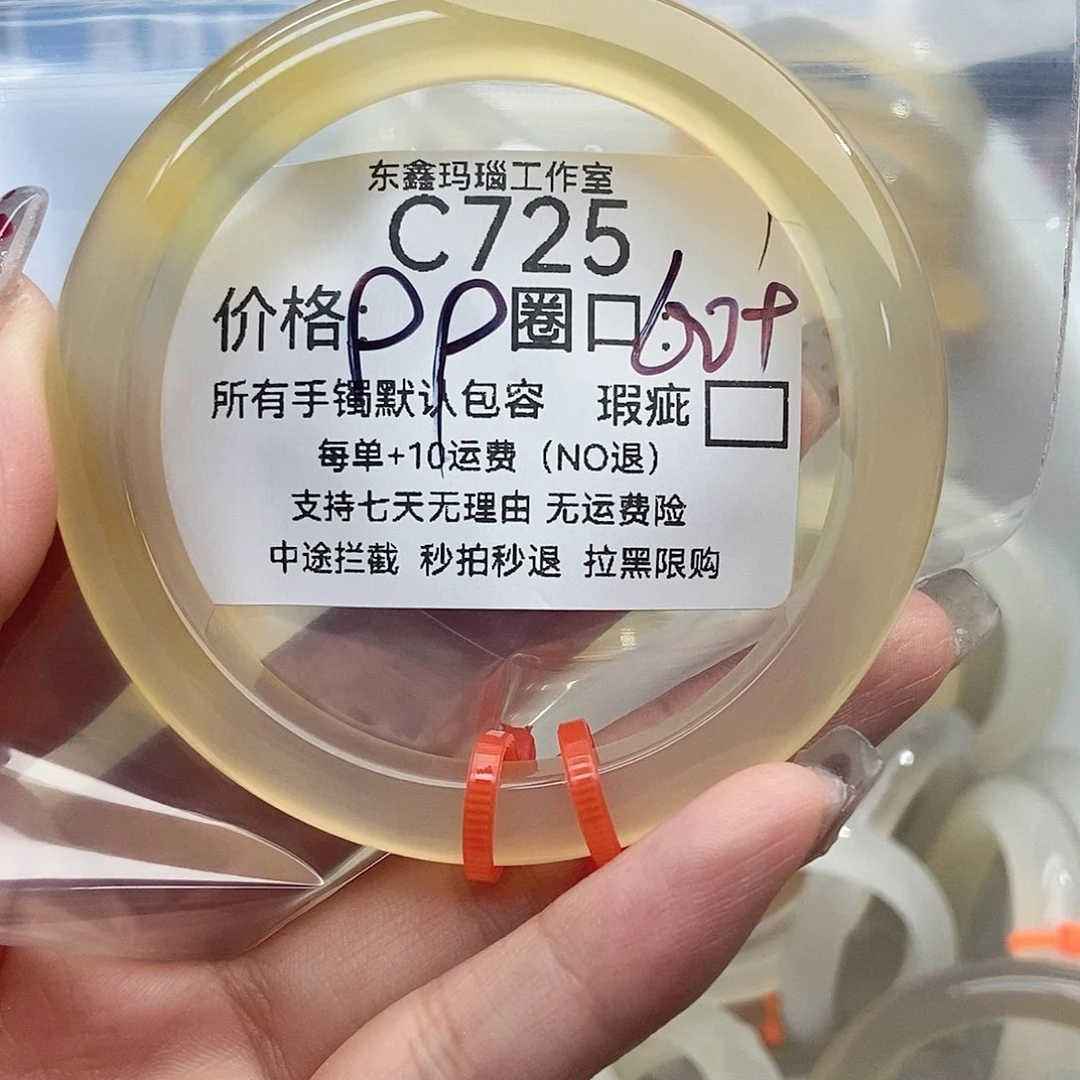 东鑫玛瑙工作室
C725
价格:PP 圈口:60+
所有手镯默认包容 瑕疵
每单+10运费（NO退）
支持七天无理由 无运费险
中途拦截 秒拍秒退 拉黑限购